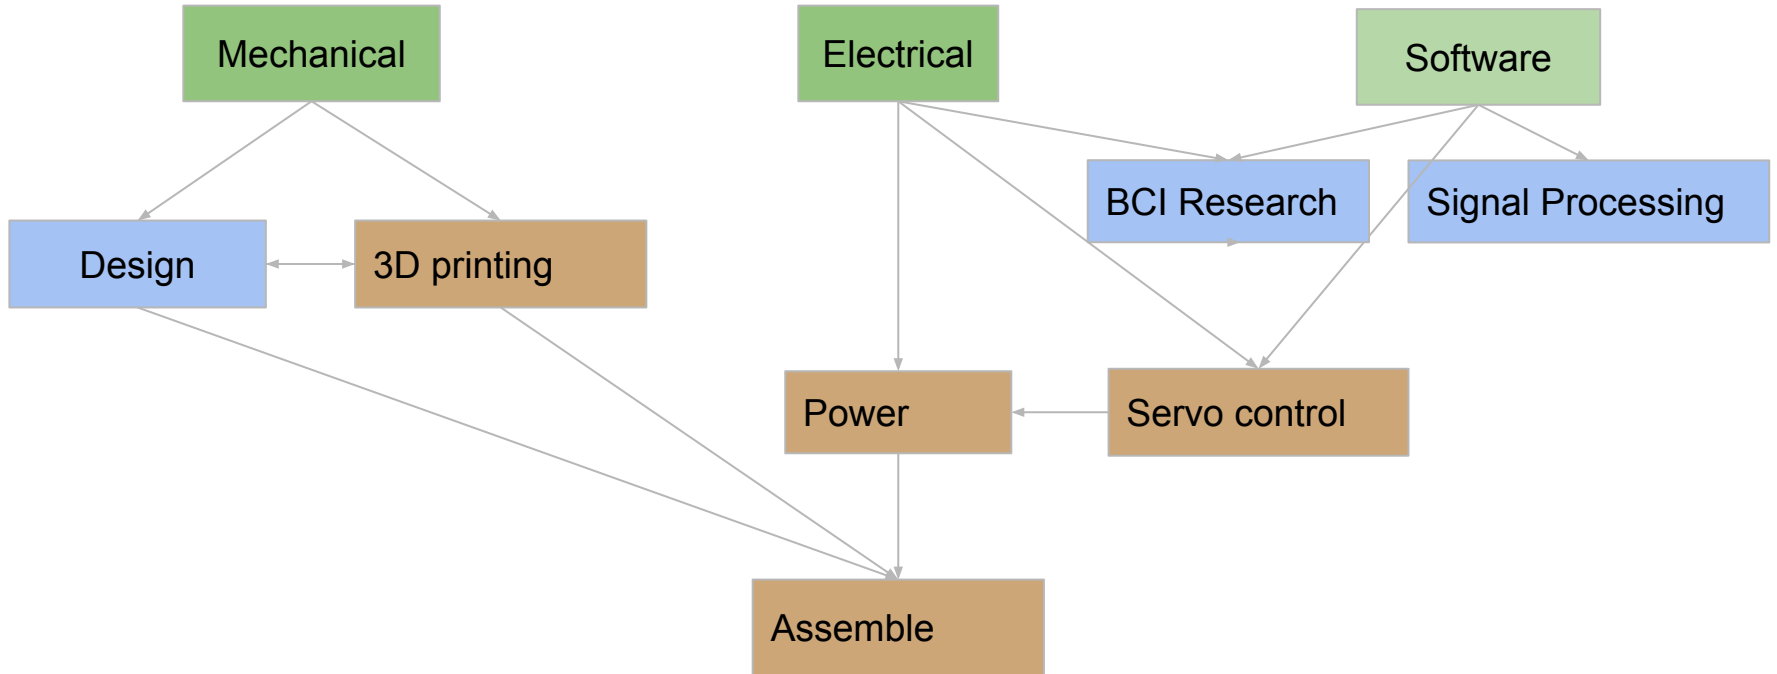 Mechanical
Electrical
Software
BCI Research
Signal Processing
Design
3D printing
Power
Servo control
Assemble